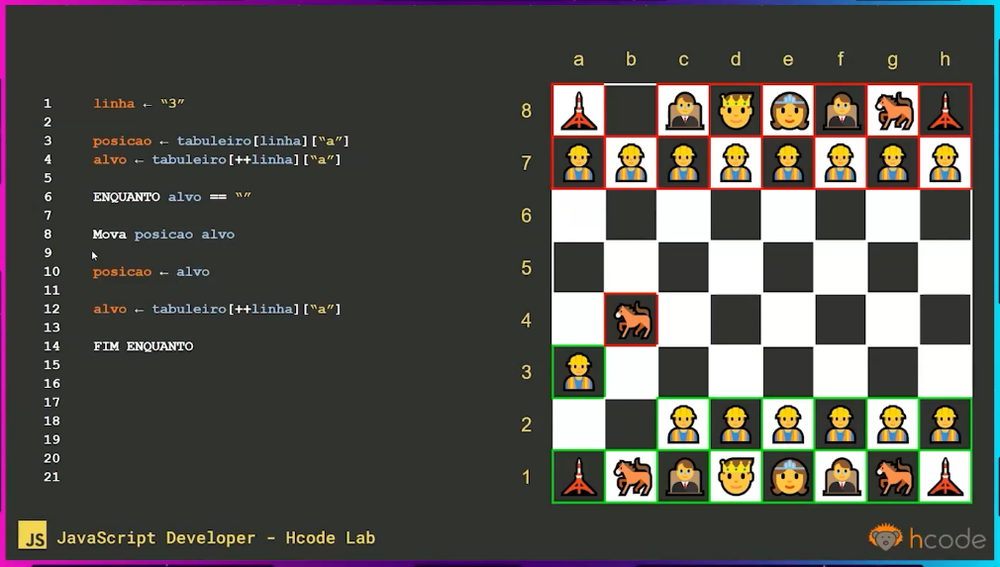 1 linha ← “3”
2
3 posicao ← tabuleiro[linha][“a”]
4 alvo ← tabuleiro[++linha][“a”]
5
6 ENQUANTO alvo == “”
7
8 Mova posicao alvo
9
10 posicao ← alvo
11
12 alvo ← tabuleiro[++linha][“a”]
13
14 FIM ENQUANTO
15
16
17
18
19
20
21
a b c d e f g h
8
7
6
5
4
3
2
1
JS JavaScript Developer - Hcode Lab
hcode